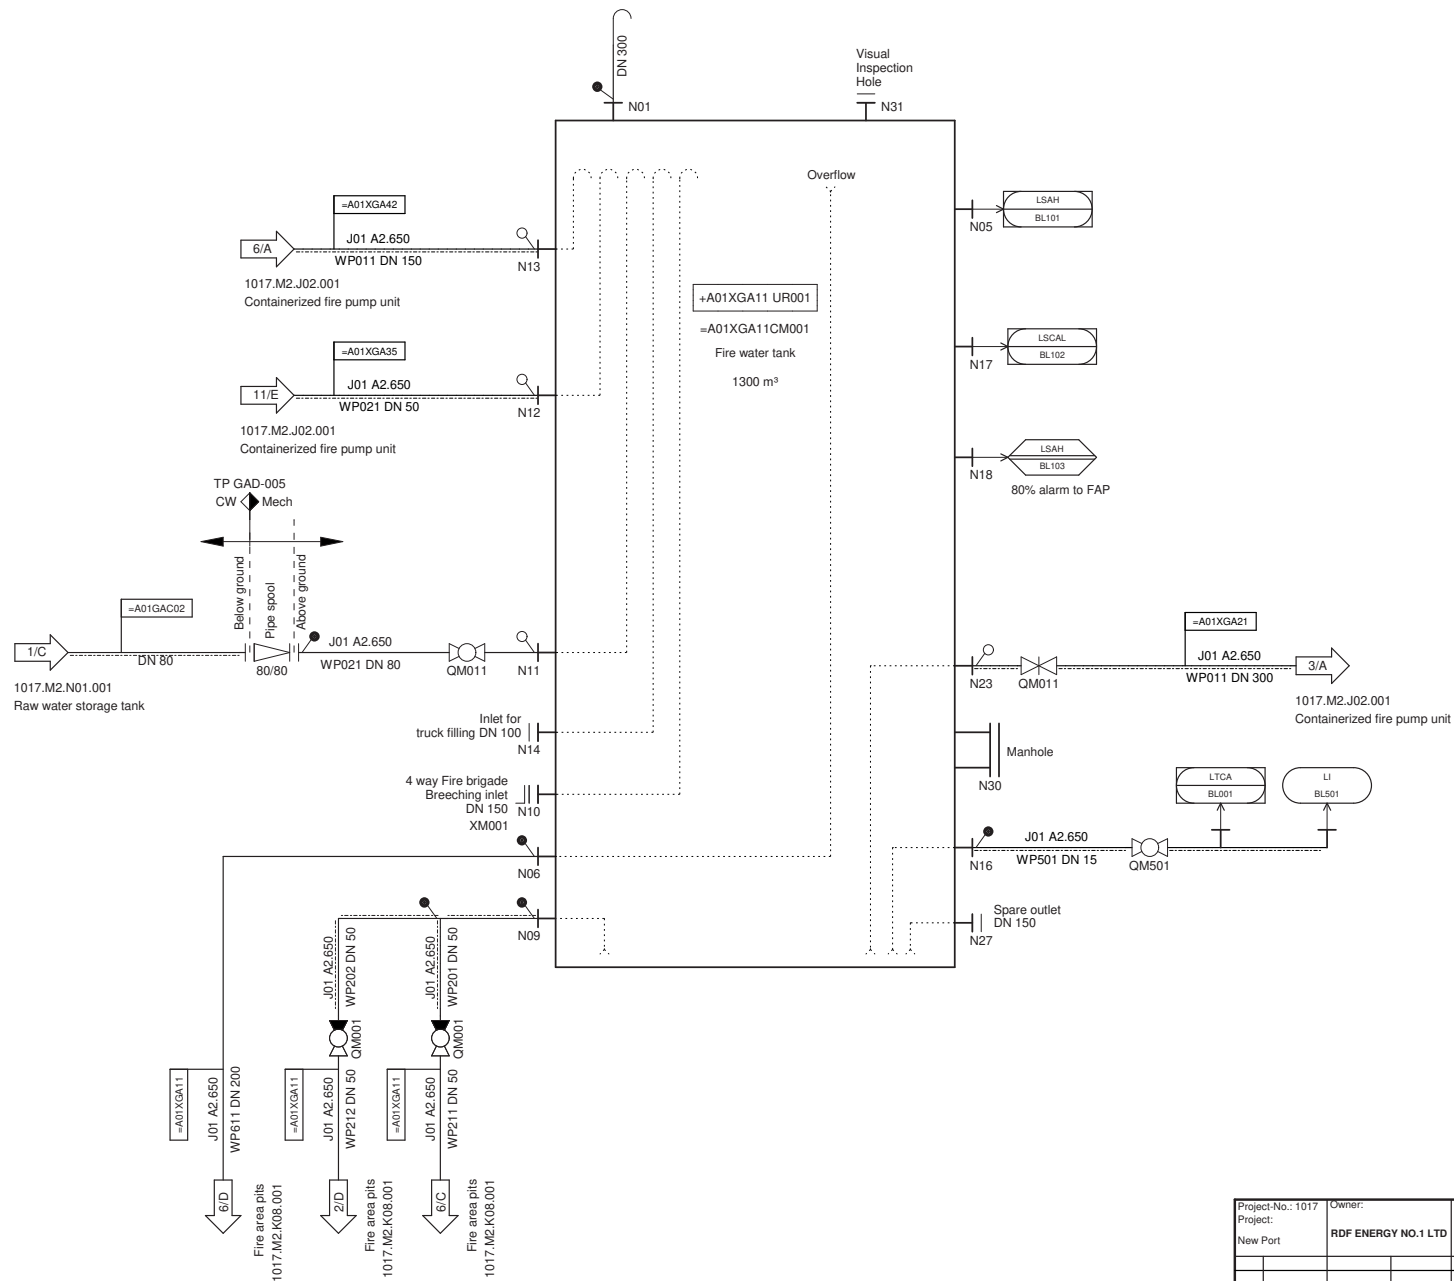 DN 300
N01
Visual
Inspection
Hole
N31
Overflow
=A01XGA42
6/A
J01 A2.650
WP011 DN 150
N13
1017.M2.J02.001
Containerized fire pump unit
LSAH
BL101
N05
+A01XGA11 UR001
=A01XGA11CM001
Fire water tank
1300 m³
=A01XGA35
11/E
J01 A2.650
WP021 DN 50
N12
1017.M2.J02.001
Containerized fire pump unit
LSCAL
BL102
N17
LSAH
BL103
N18
80% alarm to FAP
TP GAD-005
CW Mech
Below ground
Pipe spool
Above ground
=A01GAC02
1/C
DN 80
80/80
J01 A2.650
WP021 DN 80
QM011
N11
1017.M2.N01.001
Raw water storage tank
=A01XGA21
N23
QM011
J01 A2.650
WP011 DN 300
3/A
1017.M2.J02.001
Containerized fire pump unit
Inlet for
truck filling DN 100
N14
Manhole
N30
4 way Fire brigade
Breeching inlet
DN 150
XM001
N10
LTCA
BL001
LI
BL501
N06
N16
J01 A2.650
WP501 DN 15
QM501
N09
Spare outlet
DN 150
N27
J01 A2.650
WP202 DN 50
J01 A2.650
WP201 DN 50
QM001
QM001
=A01XGA11
J01 A2.650
WP611 DN 200
=A01XGA11
J01 A2.650
WP212 DN 50
=A01XGA11
J01 A2.650
WP211 DN 50
6/D
Fire area pits
1017.M2.K08.001
2/D
Fire area pits
1017.M2.K08.001
6/C
Fire area pits
1017.M2.K08.001
Project-No.: 1017
Project:
New Port
Owner:
RDF ENERGY NO.1 LTD